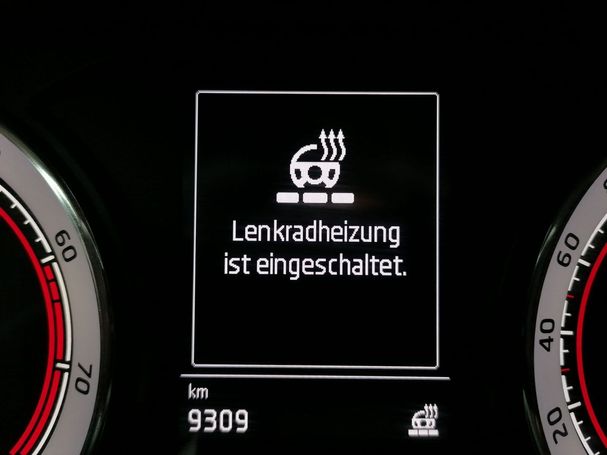 Lenkradheizung
ist eingeschaltet.
km
9309
60
70
60
40
20